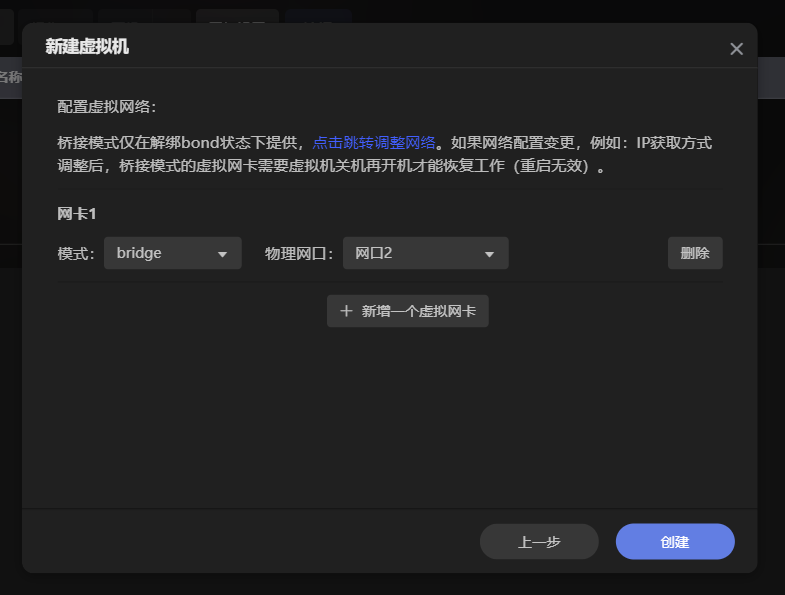 新建虚拟机
名称
配置虚拟网络：
桥接模式仅在解绑bond状态下提供，点击跳转调整网络。如果网络配置变更，例如：IP获取方式
调整后，桥接模式的虚拟网卡需要虚拟机关机再开机才能恢复工作（重启无效）。
网卡1
模式： bridge 物理网口： 网口2 删除
＋ 新增一个虚拟网卡
上一步 创建